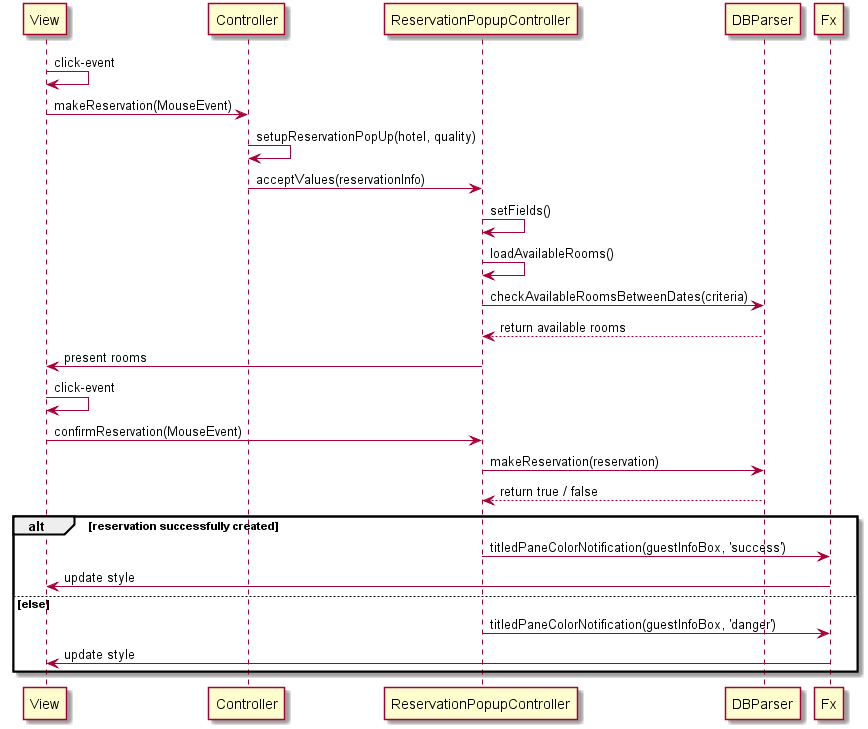 View
Controller
ReservationPopupController
DBParser
Fx
click-event
makeReservation(MouseEvent)
setupReservationPopUp(hotel, quality)
acceptValues(reservationInfo)
setFields()
loadAvailableRooms()
checkAvailableRoomsBetweenDates(criteria)
return available rooms
present rooms
click-event
confirmReservation(MouseEvent)
makeReservation(reservation)
return true / false
alt
[reservation successfully created]
titledPaneColorNotification(guestInfoBox, 'success')
update style
[else]
titledPaneColorNotification(guestInfoBox, 'danger')
update style
View
Controller
ReservationPopupController
DBParser
Fx